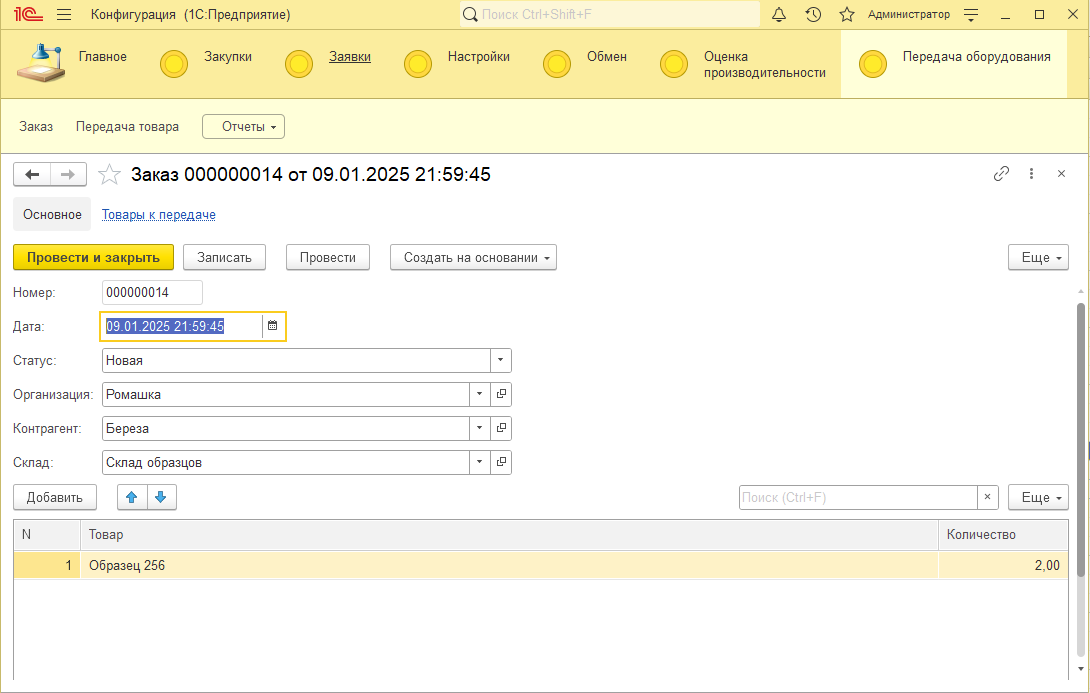 1С Конфигурация (1С:Предприятие) Поиск Ctrl+Shift+F Администратор
Главное Закупки Заявки Настройки Обмен Оценка производительности Передача оборудования
Заказ Передача товара Отчеты
Заказ 000000014 от 09.01.2025 21:59:45
Основное Товары к передаче
Провести и закрыть Записать Провести Создать на основании Еще
Номер: 000000014
Дата: 09.01.2025 21:59:45
Статус: Новая
Организация: Ромашка
Контрагент: Береза
Склад: Склад образцов
Добавить Поиск (Ctrl+F) × Еще
N Товар Количество
1 Образец 256 2,00